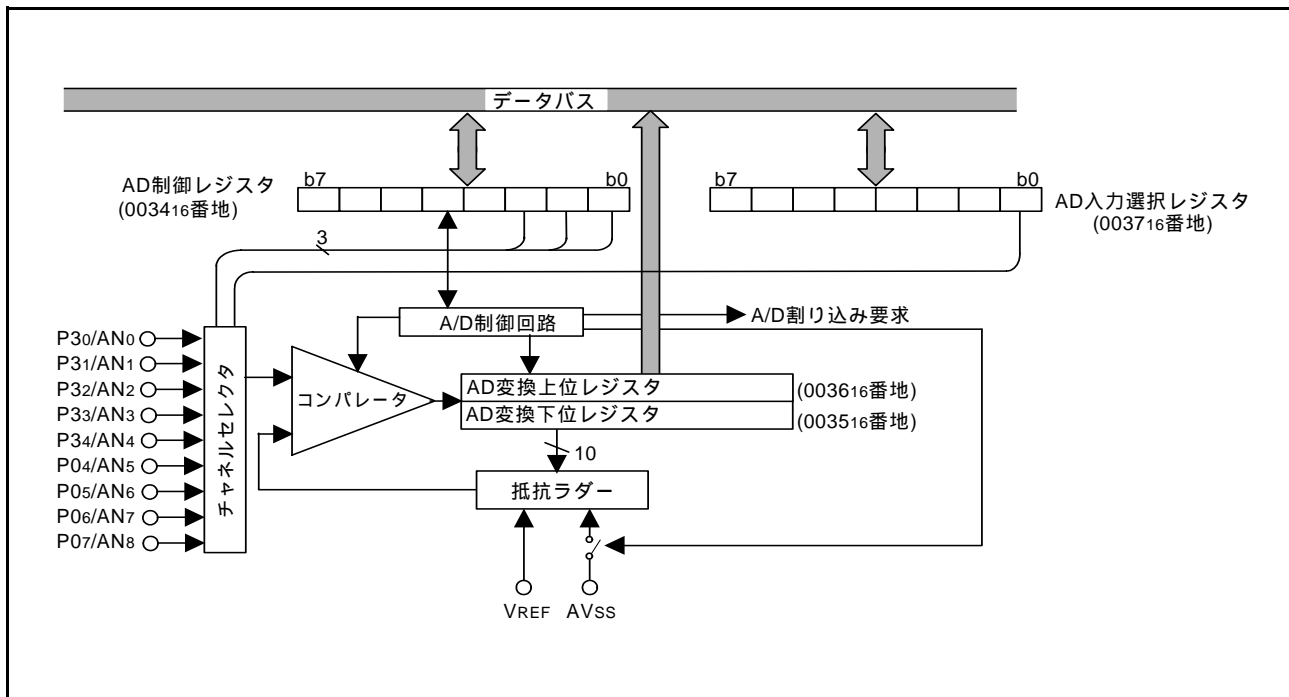 データバス
b7 b0
AD制御レジスタ
(003416番地)
b7 b0
AD入力選択レジスタ
(003716番地)
3
A/D制御回路
A/D割り込み要求
P30/AN0
P31/AN1
P32/AN2
P33/AN3
P34/AN4
P04/AN5
P05/AN6
P06/AN7
P07/AN8
チャネルセレクタ
コンパレータ
AD変換上位レジスタ
(003616番地)
AD変換下位レジスタ
(003516番地)
10
抵抗ラダー
VREF AVSS